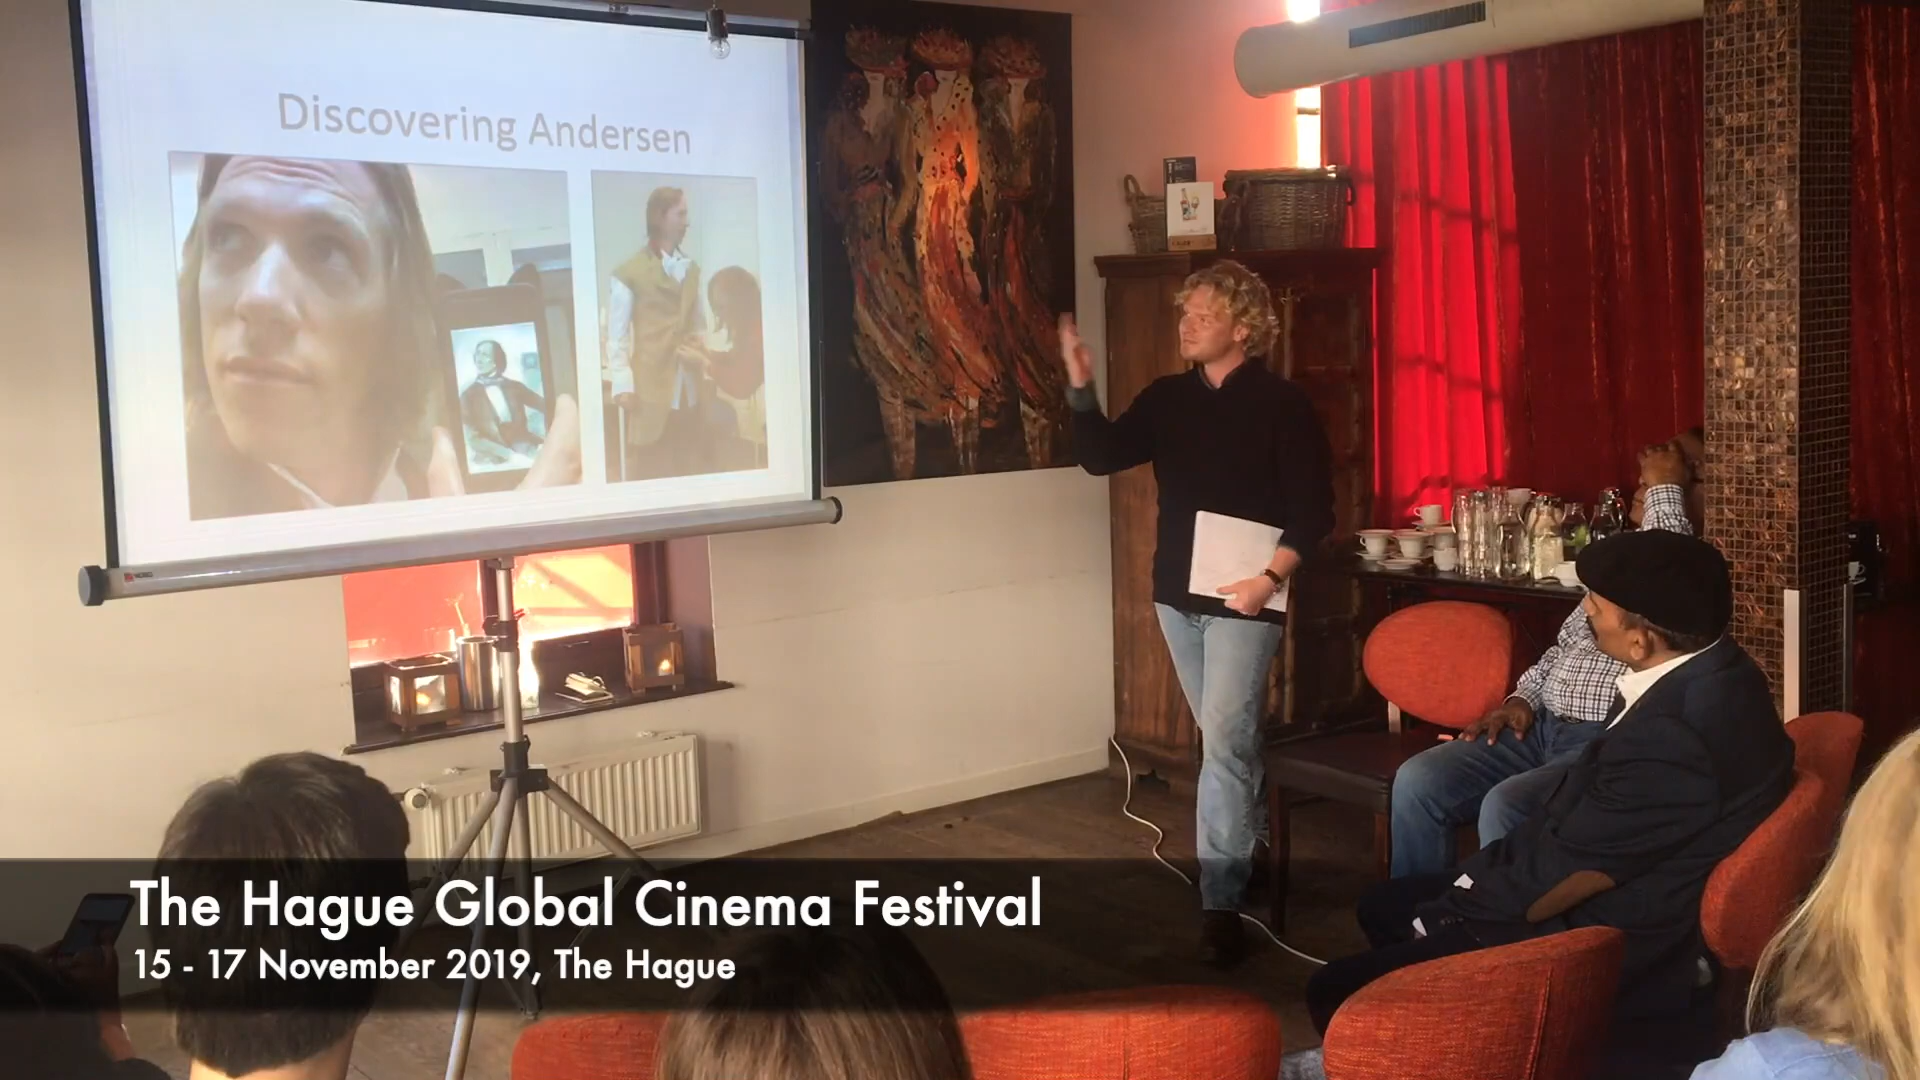 Discovering Andersen
The Hague Global Cinema Festival
15 - 17 November 2019, The Hague